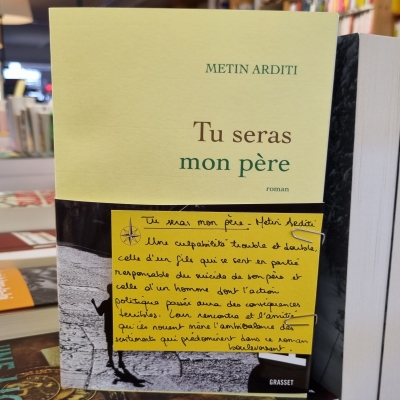 METIN ARDITI
Tu seras
mon père
roman
Tu seras mon père - Metin Arditi
Une culpabilité trouble et double
celle d'un fils qui se sent en partie
responsable du suicide de son père et
celle d'un homme dont l'action
politique passée aura des conséquences
terribles. Leur rencontre et l'amitié
qui se nouent mène l'ambivalence des
sentiments qui prédominent dans ce roman
bouleversant.
GRASSET